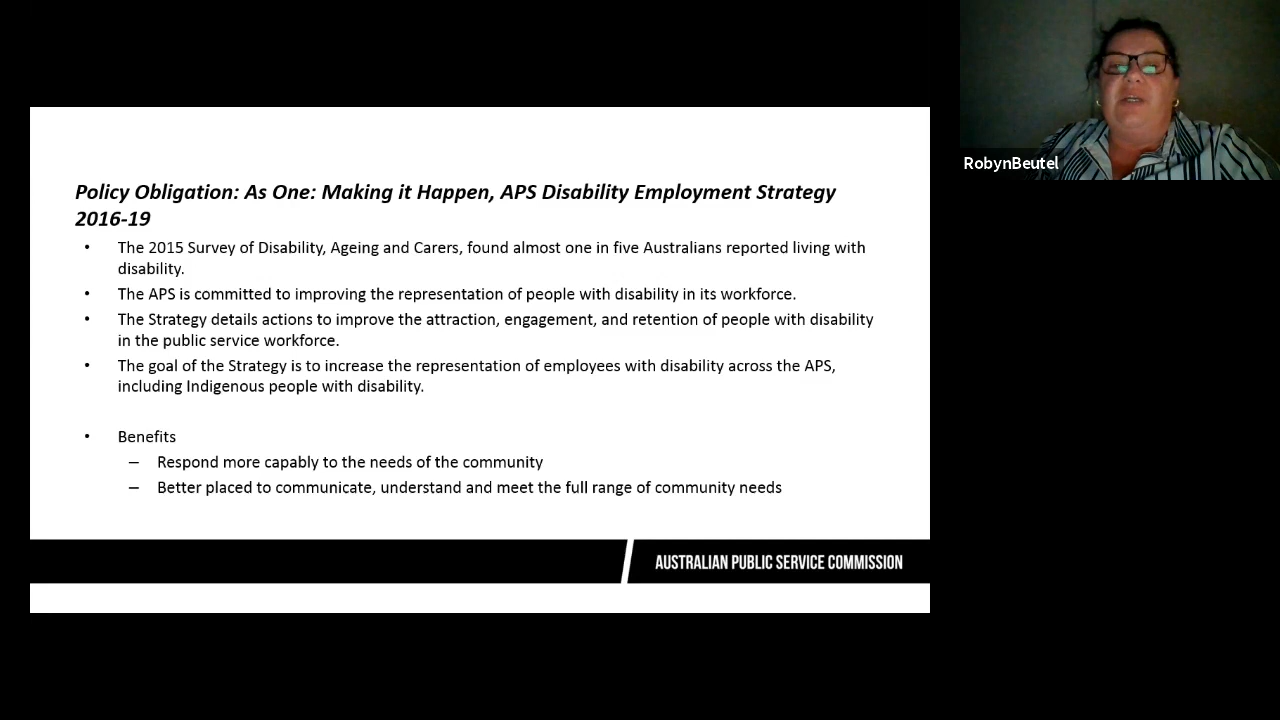 Policy Obligation: As One: Making it Happen, APS Disability Employment Strategy
2016-19
• The 2015 Survey of Disability, Ageing and Carers, found almost one in five Australians reported living with
disability.
• The APS is committed to improving the representation of people with disability in its workforce.
• The Strategy details actions to improve the attraction, engagement, and retention of people with disability
in the public service workforce.
• The goal of the Strategy is to increase the representation of employees with disability across the APS,
including Indigenous people with disability.
• Benefits
– Respond more capably to the needs of the community
– Better placed to communicate, understand and meet the full range of community needs
AUSTRALIAN PUBLIC SERVICE COMMISSION
RobynBeutel